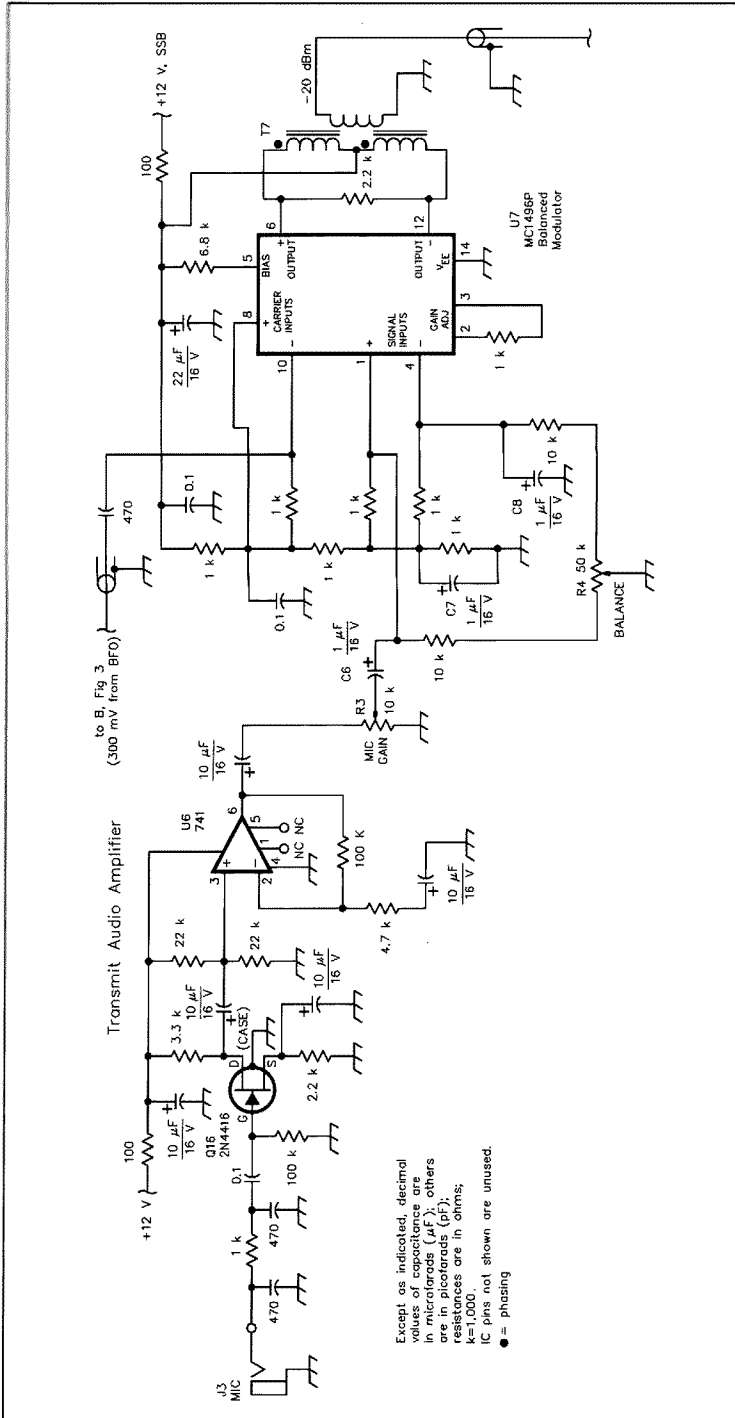 Transmit Audio Amplifier
J3
MIC
470
1 k
470
0.1
100 k
+12 V
100
10 µF
16 V
Q16
2N4416
G
D
S
(CASE)
3.3 k
10 µF
16 V
2.2 k
10 µF
16 V
22 k
22 k
U6
741
3
+
2
−
6
5
1
4
NC
NC
100 K
4.7 k
10 µF
16 V
10 µF
16 V
R3
10 k
MIC
GAIN
C6
1 µF
16 V
10 k
to B, Fig 3
(300 mV from BFO)
470
0.1
1 k
0.1
1 k
1 k
1 k
1 k
1 k
C7
1 µF
16 V
C8
1 µF
16 V
10 k
R4 50 k
BALANCE
22 µF
16 V
6.8 k
100
+12 V, SSB
8
+
CARRIER
INPUTS
10
−
1
+
SIGNAL
INPUTS
4
−
5
BIAS
6
+
OUTPUT
12
OUTPUT
−
VEE
14
GAIN
ADJ
2
3
1 k
U7
MC1496P
Balanced
Modulator
2.2 k
T7
−20 dBm
Except as indicated, decimal
values of capacitance are
in microfarads (µF); others
are in picofarads (pF);
resistances are in ohms;
k=1,000.
IC pins not shown are unused.
● = phasing